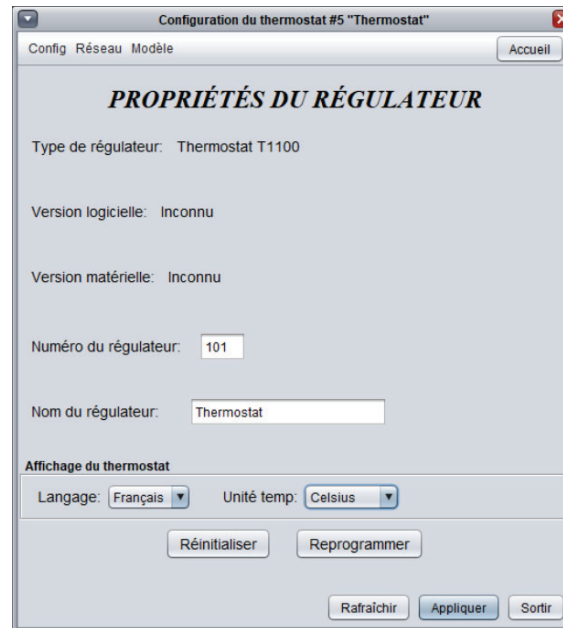 Configuration du thermostat #5 "Thermostat"
Config Réseau Modèle Accueil
PROPRIÉTÉS DU RÉGULATEUR
Type de régulateur: Thermostat T1100
Version logicielle: Inconnu
Version matérielle: Inconnu
Numéro du régulateur: 101
Nom du régulateur: Thermostat
Affichage du thermostat
Langage: Français Unité temp: Celsius
Réinitialiser Reprogrammer
Rafraîchir Appliquer Sortir